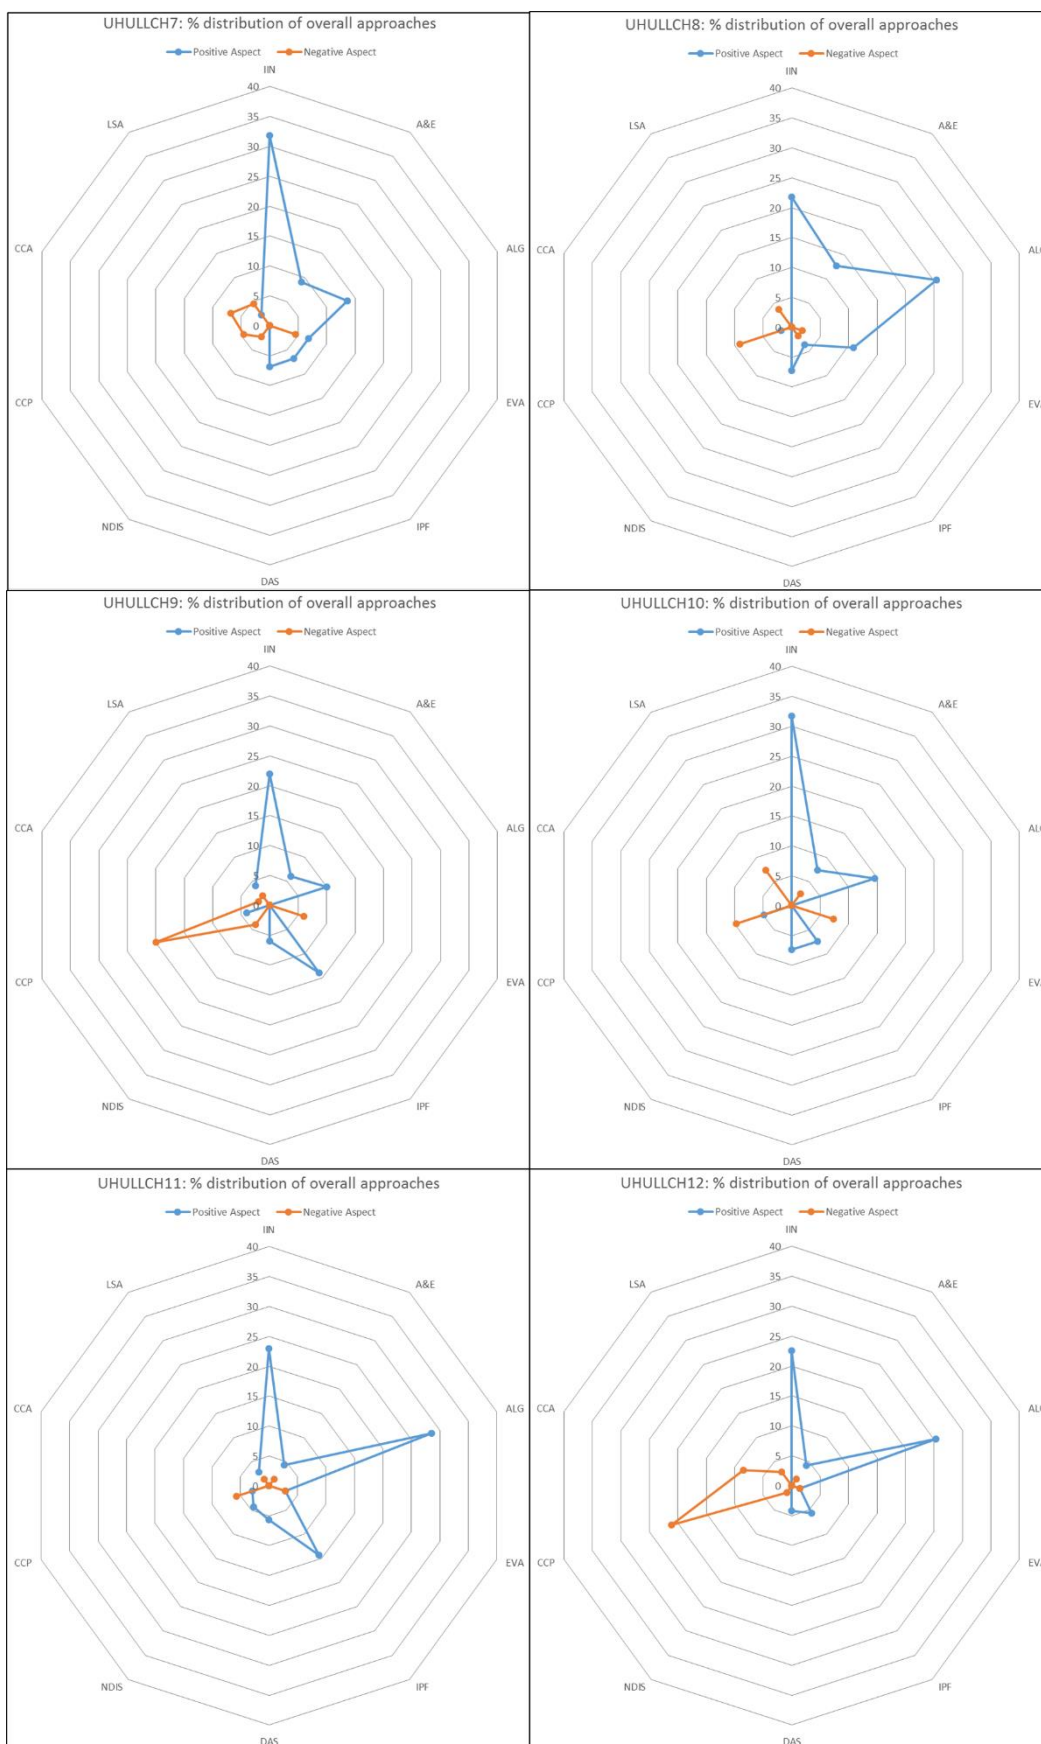 UHULLCH7: % distribution of overall approaches
Positive Aspect Negative Aspect
IIN
40
A&E
LSA
35
30
25
20
CCA
ALG
15
10
5
0
CCP
EVA
NDIS
IPF
DAS
UHULLCH8: % distribution of overall approaches
Positive Aspect Negative Aspect
IIN
40
A&E
LSA
35
30
25
20
CCA
ALG
15
10
5
0
CCP
EVA
NDIS
IPF
DAS
UHULLCH9: % distribution of overall approaches
Positive Aspect Negative Aspect
IIN
40
A&E
LSA
35
30
25
20
CCA
ALG
15
10
5
0
CCP
EVA
NDIS
IPF
DAS
UHULLCH10: % distribution of overall approaches
Positive Aspect Negative Aspect
IIN
40
A&E
LSA
35
30
25
20
CCA
ALG
15
10
5
0
CCP
EVA
NDIS
IPF
DAS
UHULLCH11: % distribution of overall approaches
Positive Aspect Negative Aspect
IIN
40
A&E
LSA
35
30
25
20
CCA
ALG
15
10
5
0
CCP
EVA
NDIS
IPF
DAS
UHULLCH12: % distribution of overall approaches
Positive Aspect Negative Aspect
IIN
40
A&E
LSA
35
30
25
20
CCA
ALG
15
10
5
0
CCP
EVA
NDIS
IPF
DAS